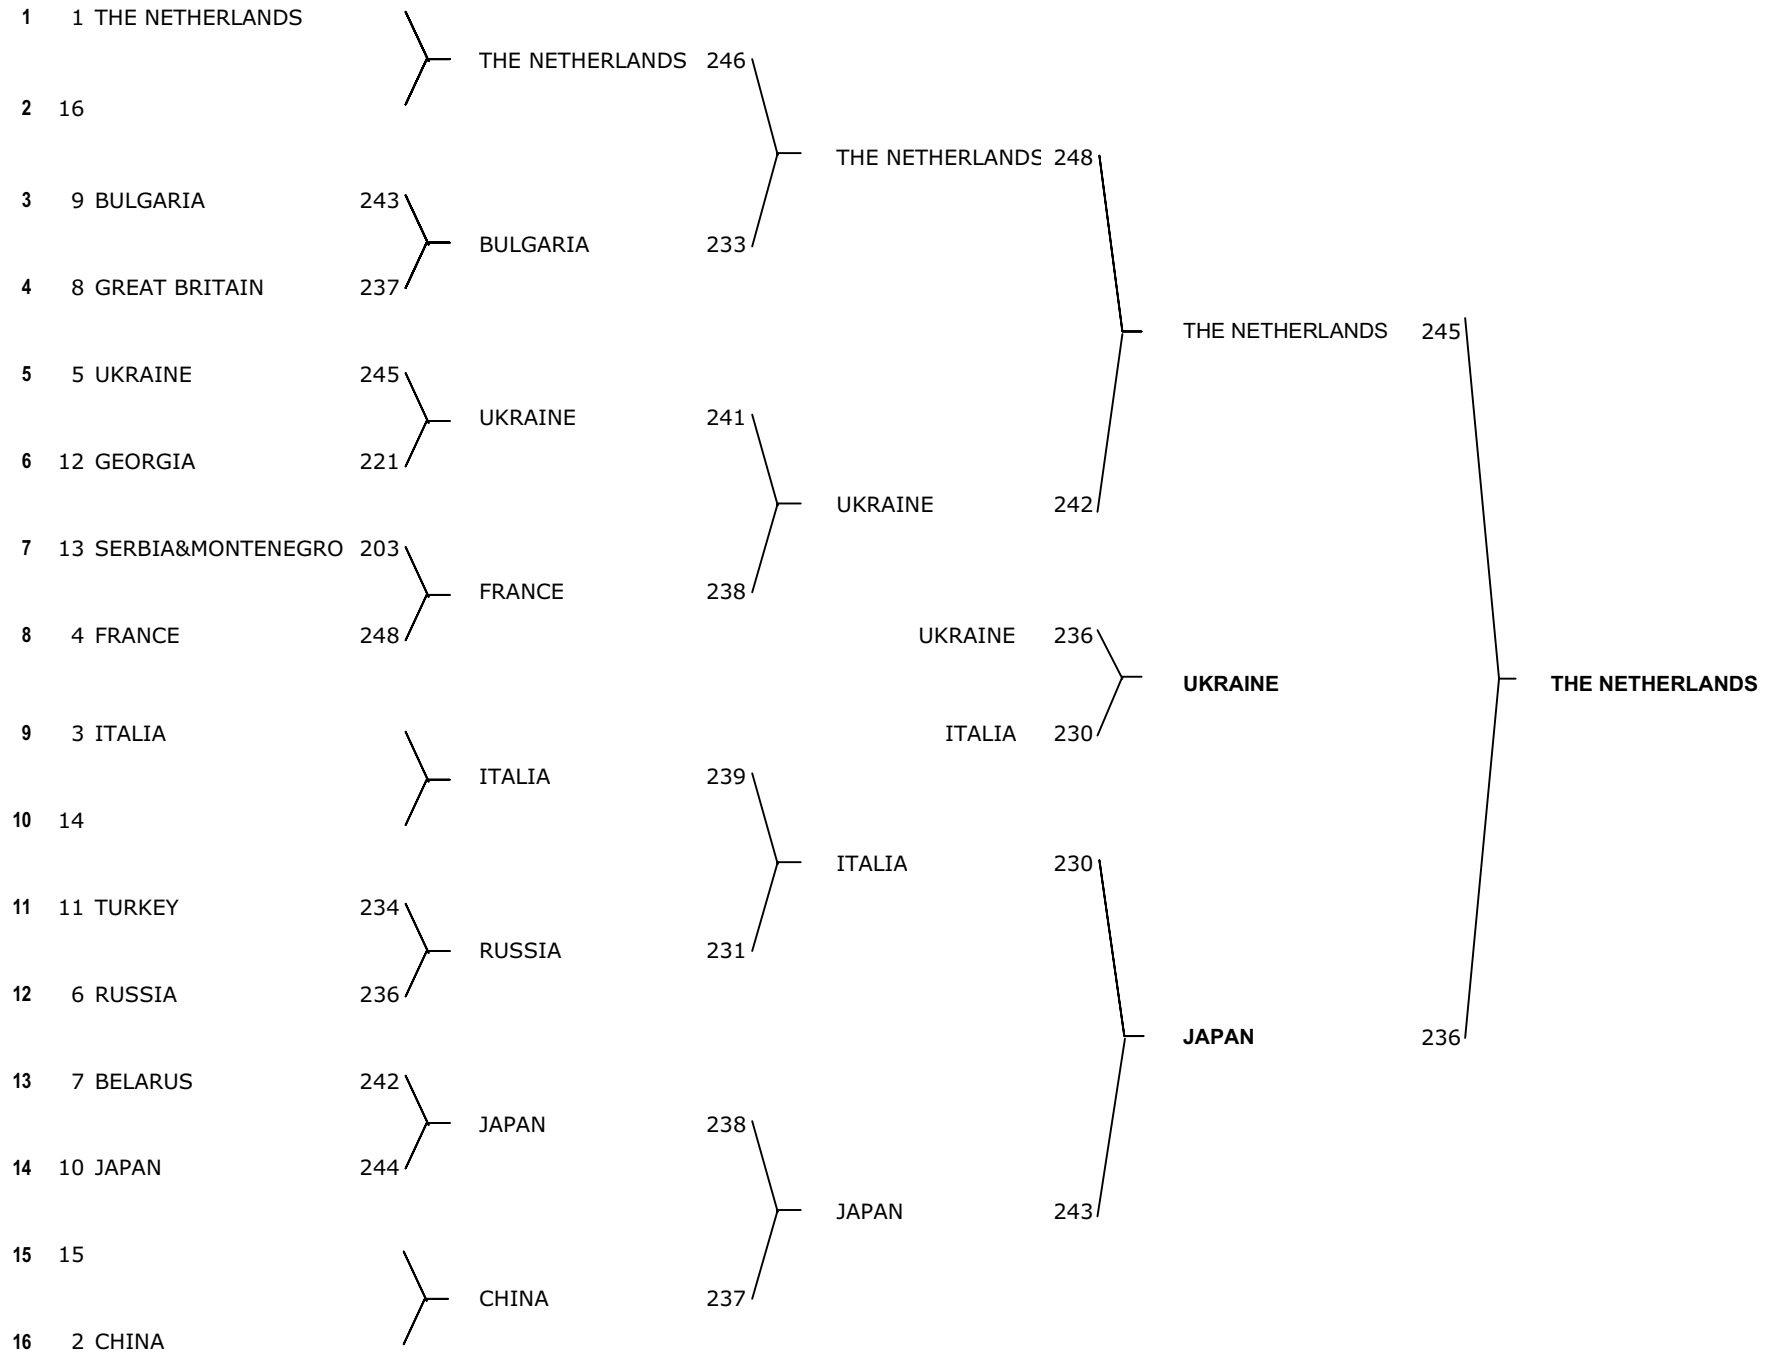 1 1 THE NETHERLANDS
THE NETHERLANDS 246
2 16
THE NETHERLANDS 248
3 9 BULGARIA 243
BULGARIA 233
4 8 GREAT BRITAIN 237
THE NETHERLANDS 245
5 5 UKRAINE 245
UKRAINE 241
6 12 GEORGIA 221
UKRAINE 242
7 13 SERBIA&MONTENEGRO 203
FRANCE 238
8 4 FRANCE 248 UKRAINE 236
UKRAINE THE NETHERLANDS
9 3 ITALIA ITALIA 230
ITALIA 239
10 14
ITALIA 230
11 11 TURKEY 234
RUSSIA 231
12 6 RUSSIA 236
JAPAN 236
13 7 BELARUS 242
JAPAN 238
14 10 JAPAN 244
JAPAN 243
15 15
CHINA 237
16 2 CHINA